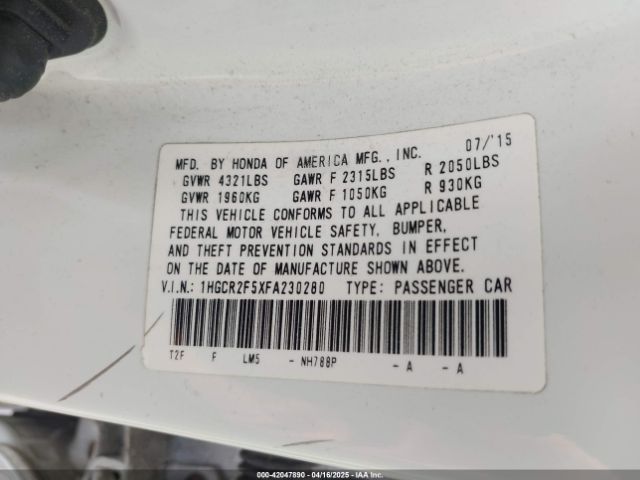 MFD. BY HONDA OF AMERICA MFG., INC. 07/'15
GVWR 4321LBS GAWR F 2315LBS R 2050LBS
GVWR 1960KG GAWR F 1050KG R 930KG
THIS VEHICLE CONFORMS TO ALL APPLICABLE
FEDERAL MOTOR VEHICLE SAFETY, BUMPER,
AND THEFT PREVENTION STANDARDS IN EFFECT
ON THE DATE OF MANUFACTURE SHOWN ABOVE.
V.I.N.: 1HGCR2F5XFA230280 TYPE: PASSENGER CAR
T2F F LM5 - NH788P - A - A
000-42047890 - 04/16/2025 - IAA Inc.